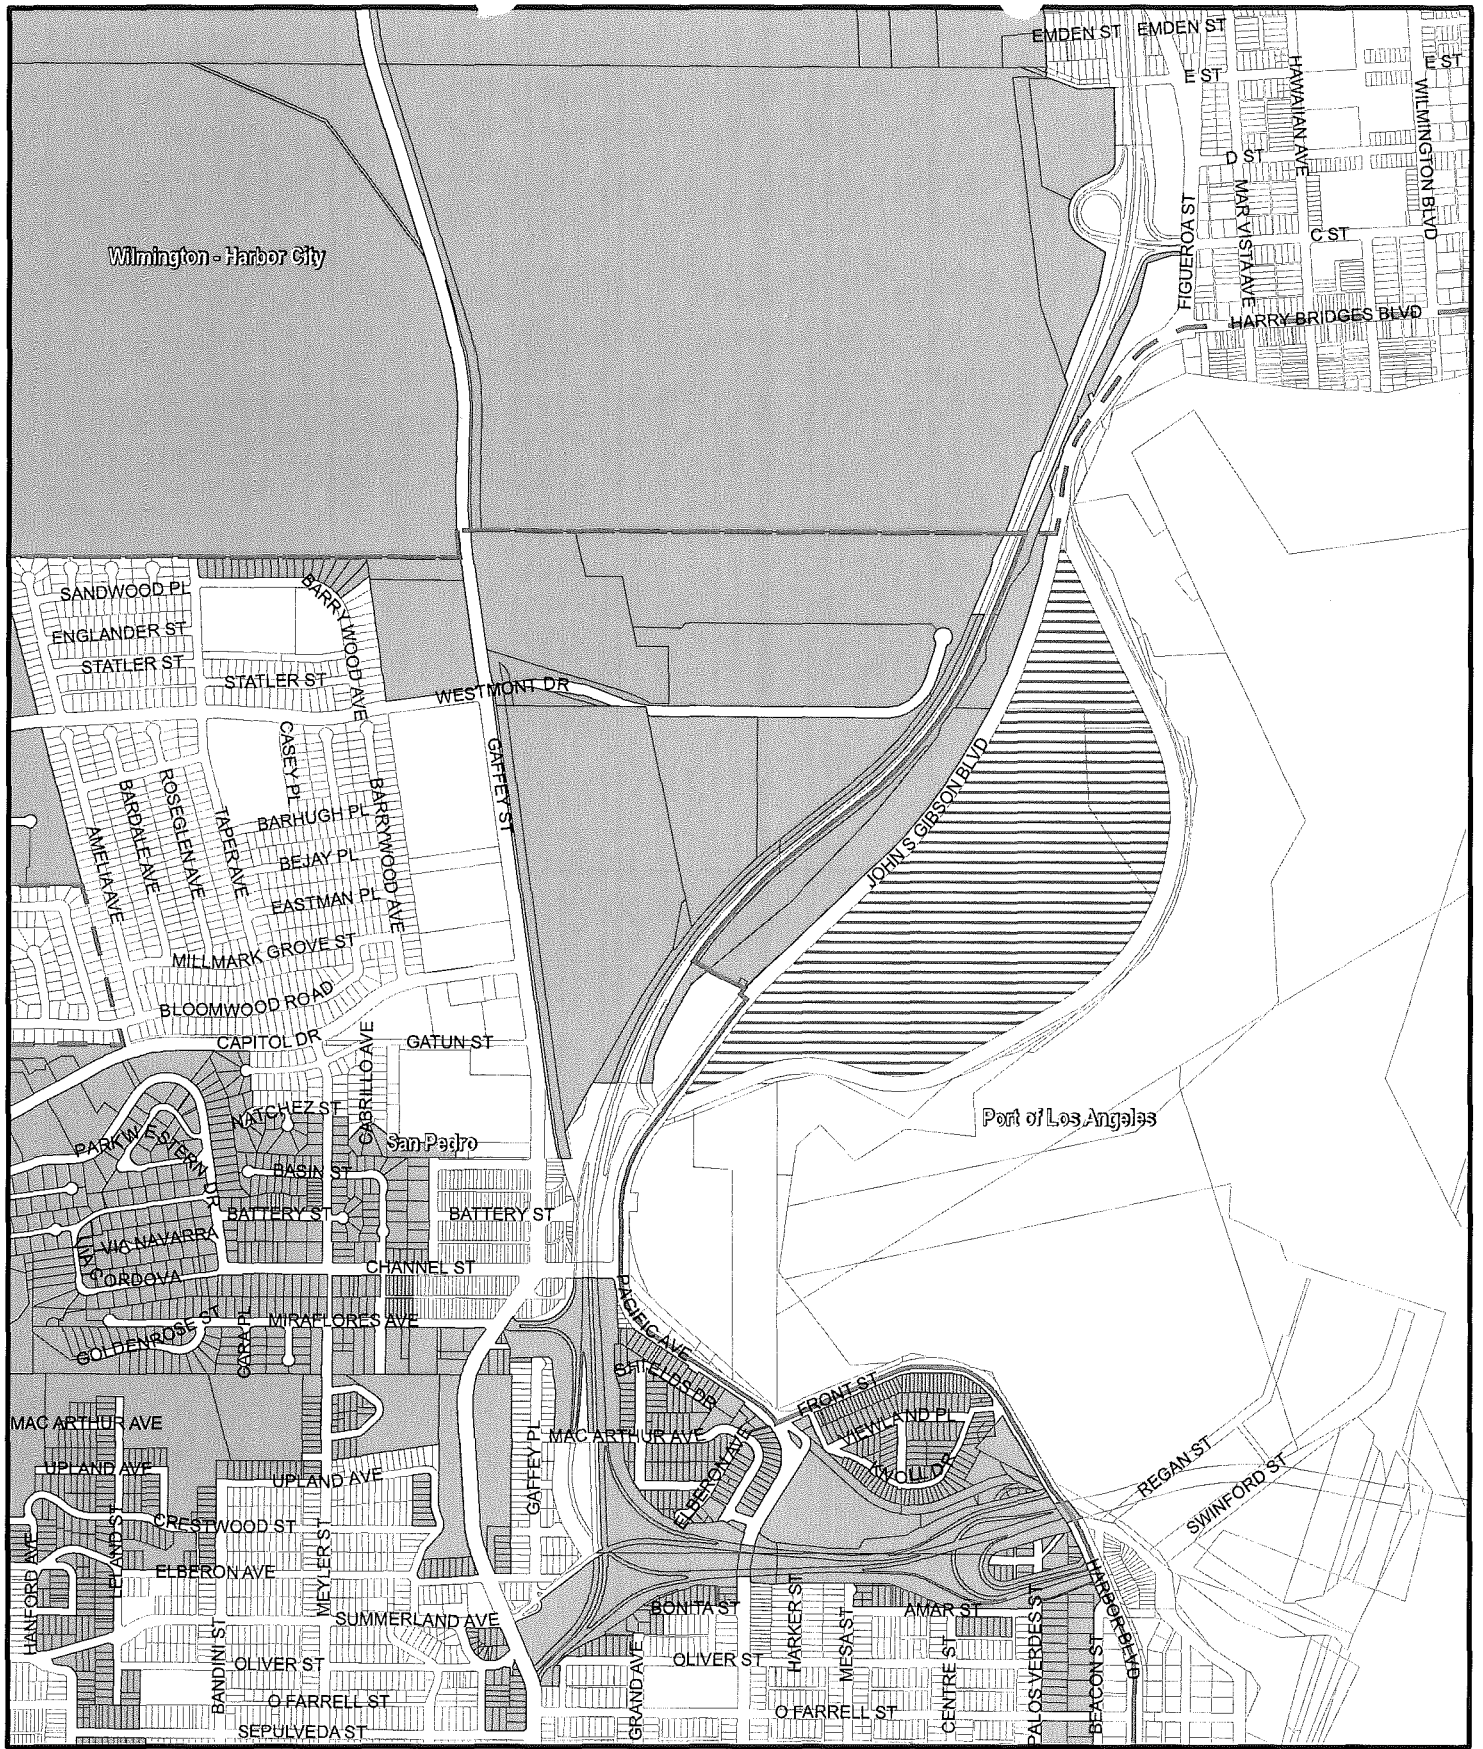 EMDEN ST
EMDEN ST
E ST
E ST
HAWAIIAN AVE
WILMINGTON BLVD
D ST
MAR VISTA AVE
FIGUEROA ST
C ST
Wilmington - Harbor City
HARRY BRIDGES BLVD
SANDWOOD PL
BARRYWOOD AVE
ENGLANDER ST
STATLER ST
STATLER ST
WESTMONT DR
CASEY PL
GAFFEY ST
JOHN S GIBSON BLVD
ROSEGLEN AVE
BARDALE AVE
TAPER AVE
BARHUGH PL
BARRYWOOD AVE
AMELIA AVE
BEJAY PL
EASTMAN PL
MILLMARK GROVE ST
BLOOMWOOD ROAD
CAPITOL DR
CABRILLO AVE
GATUN ST
NATCHEZ ST
Port of Los Angeles
PARK WESTERN DR
San Pedro
BASIN ST
BATTERY ST
BATTERY ST
VIA NAVARRA
VIA CORDOVA
CHANNEL ST
PACIFIC AVE
GOLDENROSE ST
CARA PL
MIRAFLORES AVE
SHIELDS DR
FRONT ST
MAC ARTHUR AVE
GAFFEY PL
MAC ARTHUR AVE
VIEWLAND PL
UPLAND AVE
UPLAND AVE
ELBERON AVE
KNOLL DR
REGAN ST
SWINFORD ST
CRESTWOOD ST
HANFORD AVE
LELAND ST
MEYLER ST
ELBERON AVE
HARBOR BLVD
SUMMERLAND AVE
BONITA ST
HARKER ST
MESA ST
AMAR ST
PALOS VERDES ST
BANDINI ST
OLIVER ST
GRAND AVE
OLIVER ST
CENTRE ST
BEACON ST
O FARRELL ST
O FARRELL ST
SEPULVEDA ST